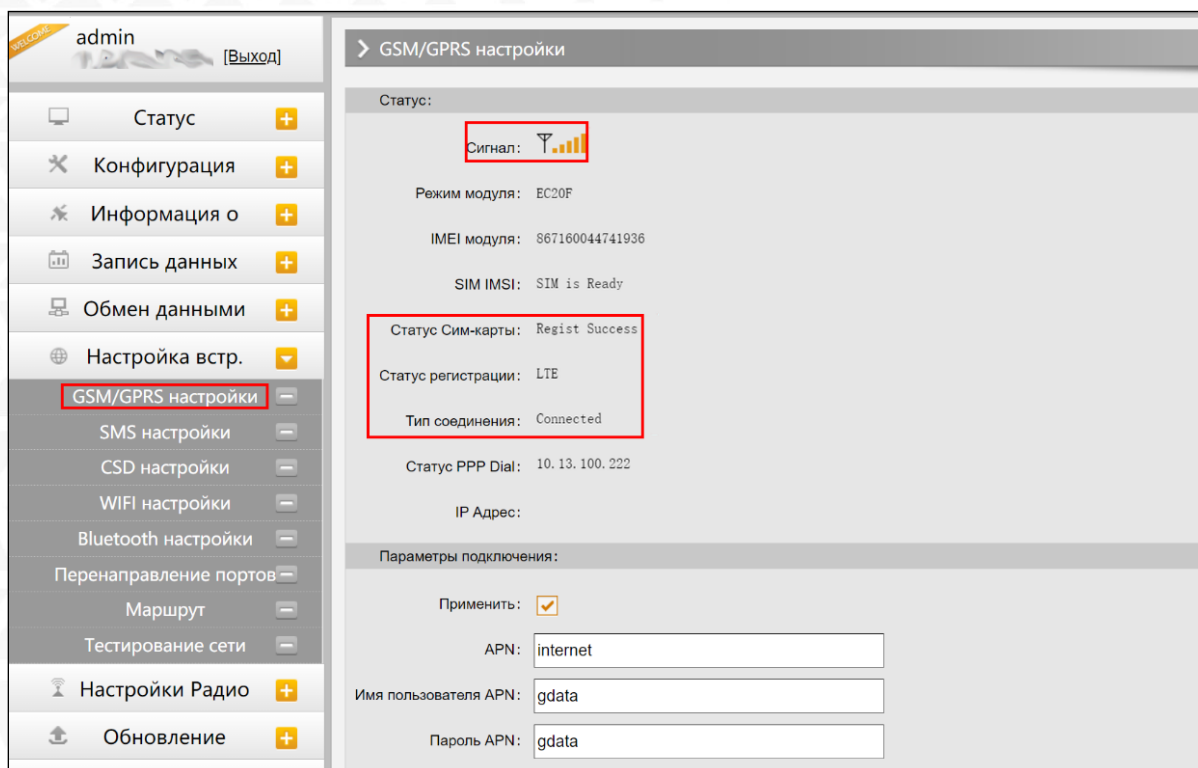 WELCOME
admin
[Выход]
Статус
Конфигурация
Информация о
Запись данных
Обмен данными
Настройка встр.
GSM/GPRS настройки
SMS настройки
CSD настройки
WIFI настройки
Bluetooth настройки
Перенаправление портов
Маршрут
Тестирование сети
Настройки Радио
Обновление
GSM/GPRS настройки
Статус:
Сигнал:
Режим модуля: EC20F
IMEI модуля: 867160044741936
SIM IMSI: SIM is Ready
Статус Сим-карты: Regist Success
Статус регистрации: LTE
Тип соединения: Connected
Статус PPP Dial: 10.13.100.222
IP Адрес:
Параметры подключения:
Применить:
APN: internet
Имя пользователя APN: gdata
Пароль APN: gdata